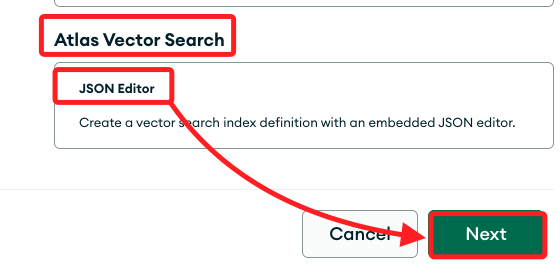 Atlas Vector Search
JSON Editor
Create a vector search index definition with an embedded JSON editor.
Cancel
Next